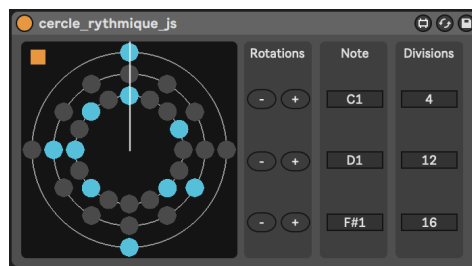 cercle_rythmique_js
Rotations Note Divisions
- + C1 4
- + D1 12
- + F#1 16